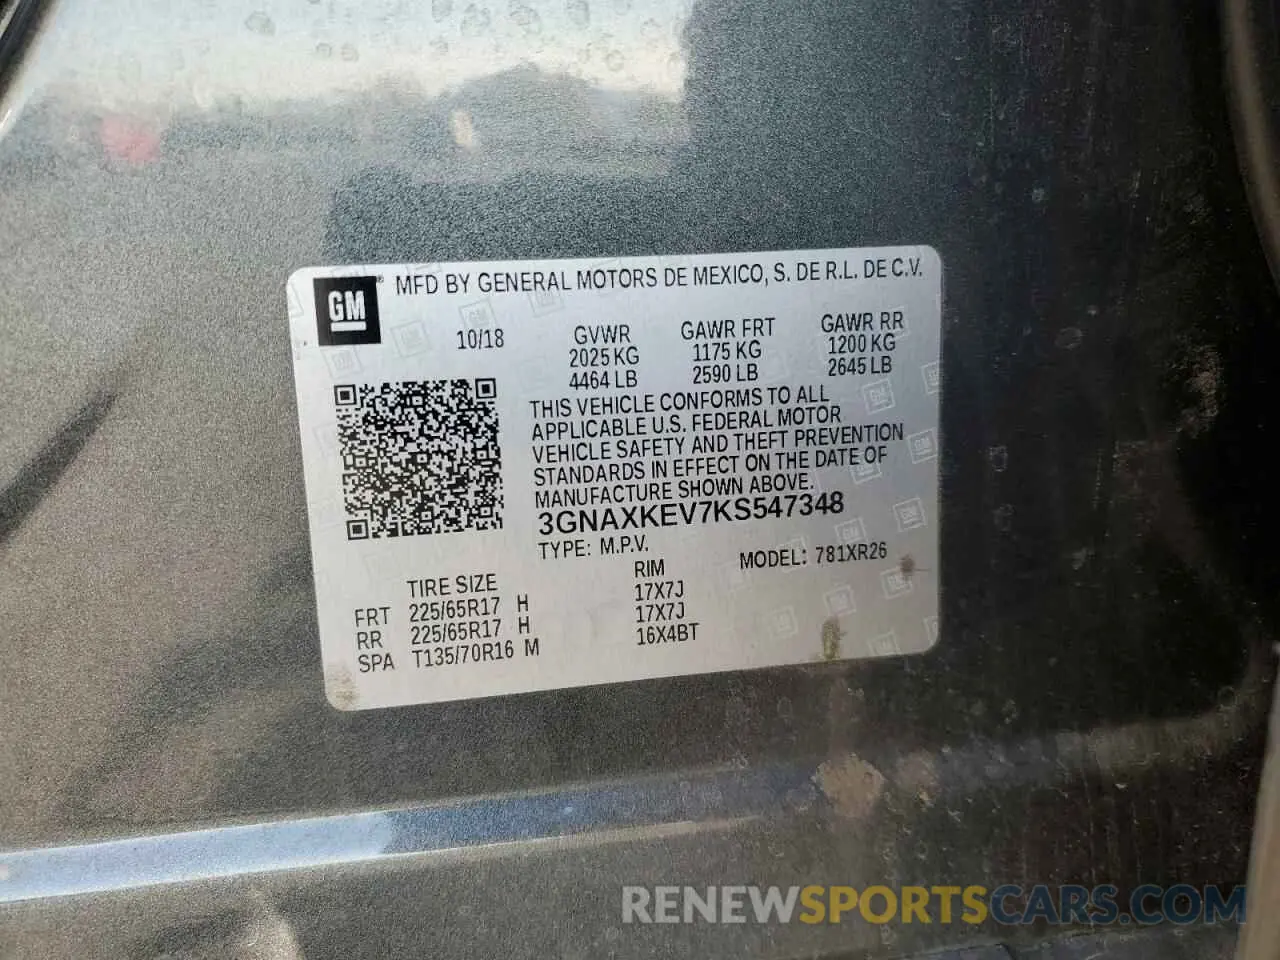 GM ® MFD BY GENERAL MOTORS DE MEXICO, S. DE R.L. DE C.V.
10/18 GVWR GAWR FRT GAWR RR
2025 KG 1175 KG 1200 KG
4464 LB 2590 LB 2645 LB
THIS VEHICLE CONFORMS TO ALL
APPLICABLE U.S. FEDERAL MOTOR
VEHICLE SAFETY AND THEFT PREVENTION
STANDARDS IN EFFECT ON THE DATE OF
MANUFACTURE SHOWN ABOVE.
3GNAXKEV7KS547348
TYPE: M.P.V. MODEL: 781XR26
TIRE SIZE RIM
FRT 225/65R17 H 17X7J
RR 225/65R17 H 17X7J
SPA T135/70R16 M 16X4BT
RENEWSPORTSCARS.COM